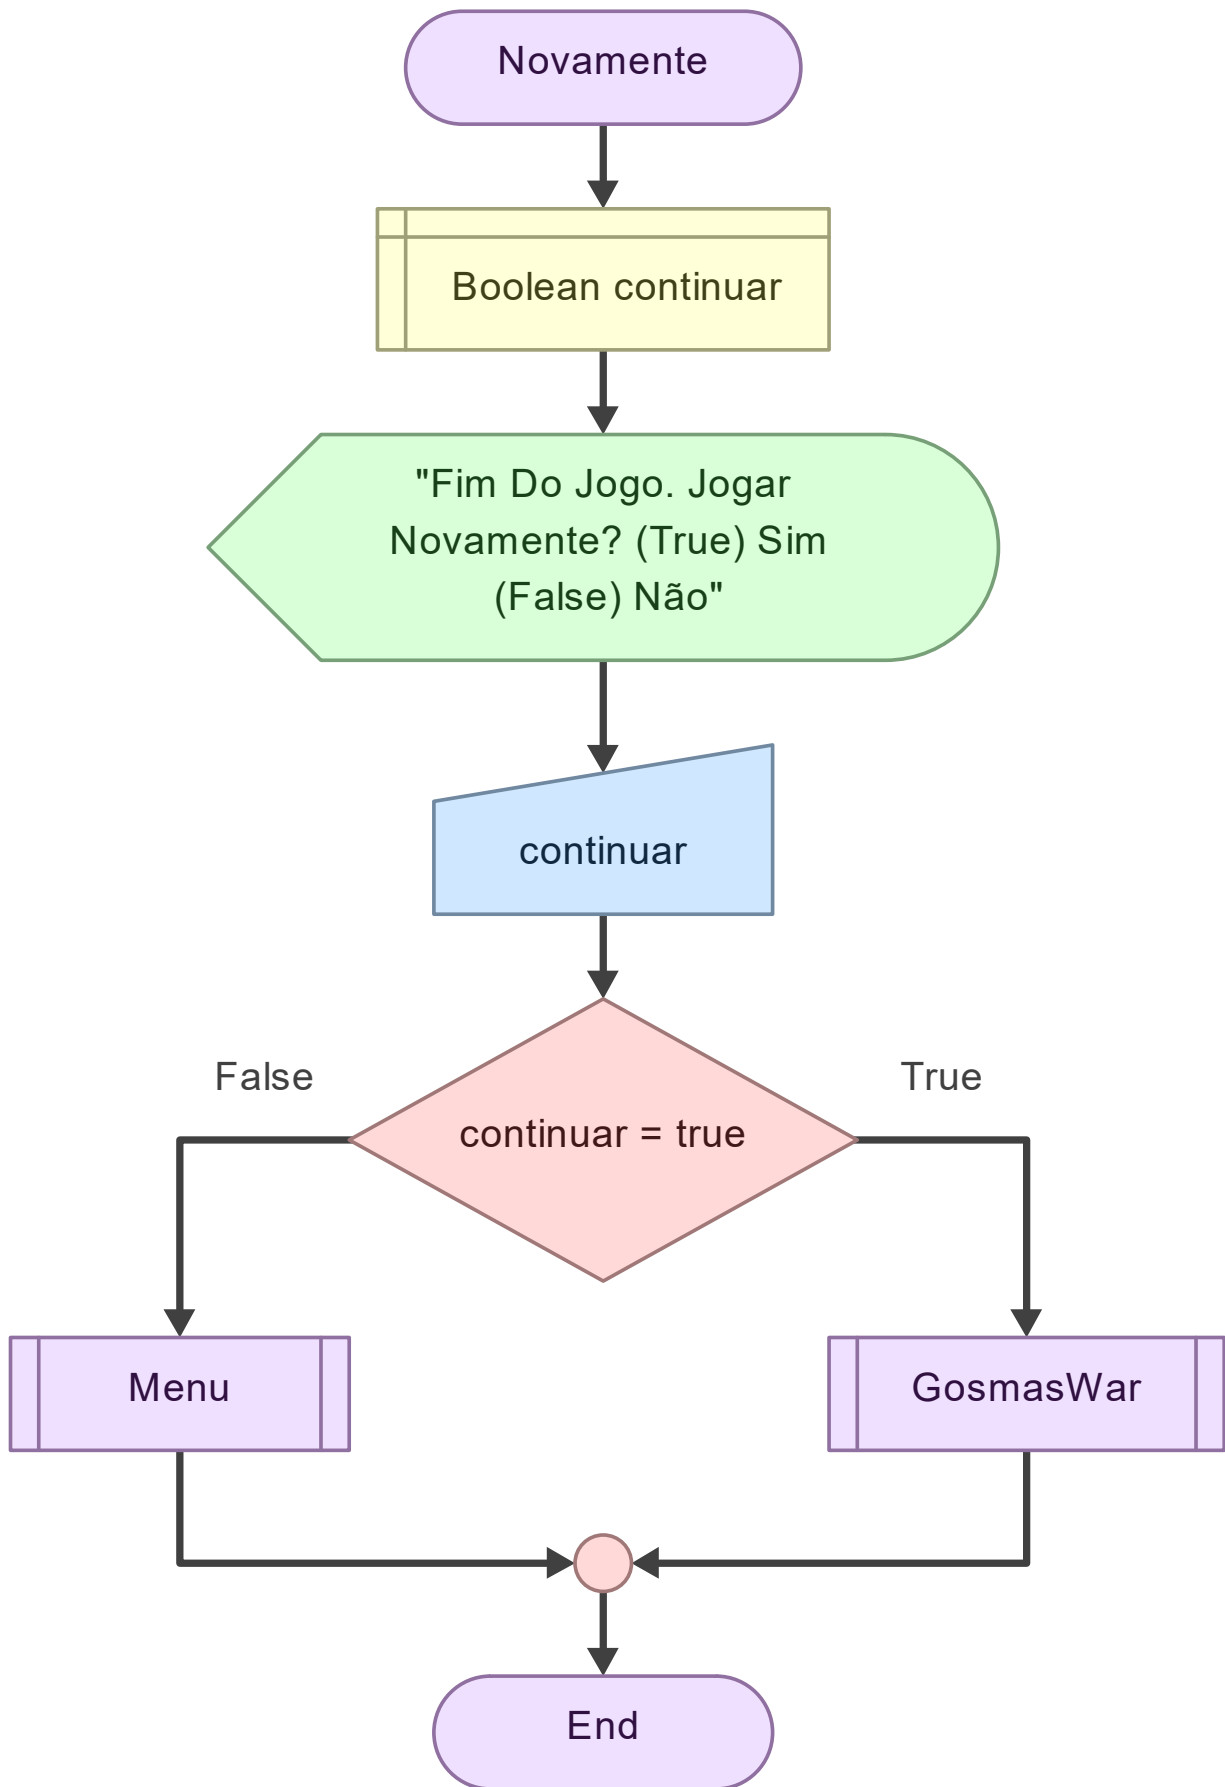 Novamente
Boolean continuar
"Fim Do Jogo. Jogar
Novamente? (True) Sim
(False) Não"
continuar
continuar = true
False
True
Menu
GosmasWar
End